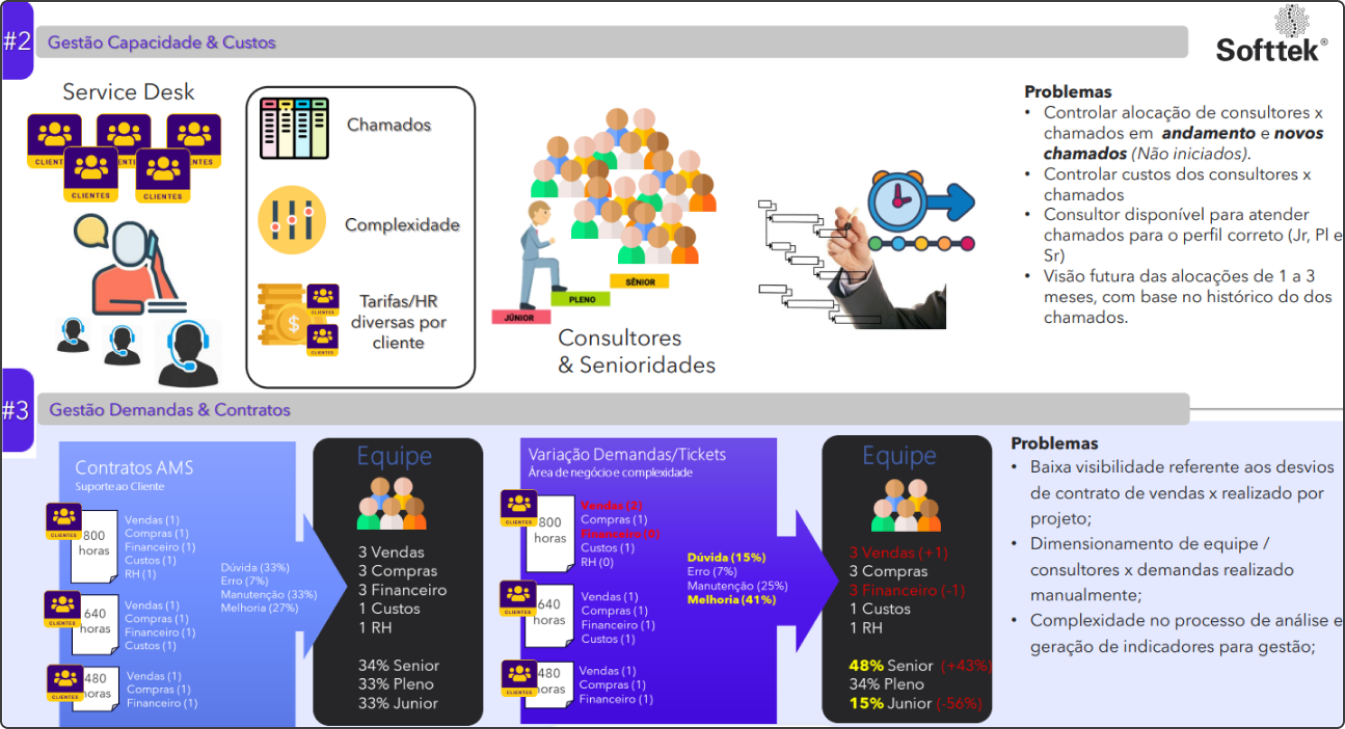 #2
Gestão Capacidade & Custos
Softtek®
Service Desk
CLIENTES
CLIENTES
Chamados
Complexidade
Tarifas/HR
diversas por
cliente
CLIENTES
CLIENTES
JÚNIOR
PLENO
SÊNIOR
Consultores
& Senioridades
Problemas
• Controlar alocação de consultores x
chamados em andamento e novos
chamados (Não iniciados).
• Controlar custos dos consultores x
chamados
• Consultor disponível para atender
chamados para o perfil correto (Jr, Pl e
Sr)
• Visão futura das alocações de 1 a 3
meses, com base no histórico do dos
chamados.
#3
Gestão Demandas & Contratos
Contratos AMS
Suporte ao Cliente
CLIENTES
800
horas
Vendas (1)
Compras (1)
Financeiro (1)
Custos (1)
RH (1)
CLIENTES
640
horas
Vendas (1)
Compras (1)
Financeiro (1)
Custos (1)
CLIENTES
480
horas
Vendas (1)
Compras (1)
Financeiro (1)
Dúvida (33%)
Erro (7%)
Manutenção (33%)
Melhoria (27%)
Equipe
3 Vendas
3 Compras
3 Financeiro
1 Custos
1 RH
34% Senior
33% Pleno
33% Junior
Variação Demandas/Tickets
Área de negócio e complexidade
CLIENTES
800
horas
Vendas (2)
Compras (1)
Financeiro (0)
Custos (1)
RH (0)
CLIENTES
640
horas
Vendas (1)
Compras (1)
Financeiro (1)
Custos (1)
CLIENTES
480
horas
Vendas (1)
Compras (1)
Financeiro (1)
Dúvida (15%)
Erro (7%)
Manutenção (25%)
Melhoria (41%)
Equipe
3 Vendas (+1)
3 Compras
3 Financeiro (-1)
1 Custos
1 RH
48% Senior (+43%)
34% Pleno
15% Junior (-56%)
Problemas
• Baixa visibilidade referente aos desvios
de contrato de vendas x realizado por
projeto;
• Dimensionamento de equipe /
consultores x demandas realizado
manualmente;
• Complexidade no processo de análise e
geração de indicadores para gestão;